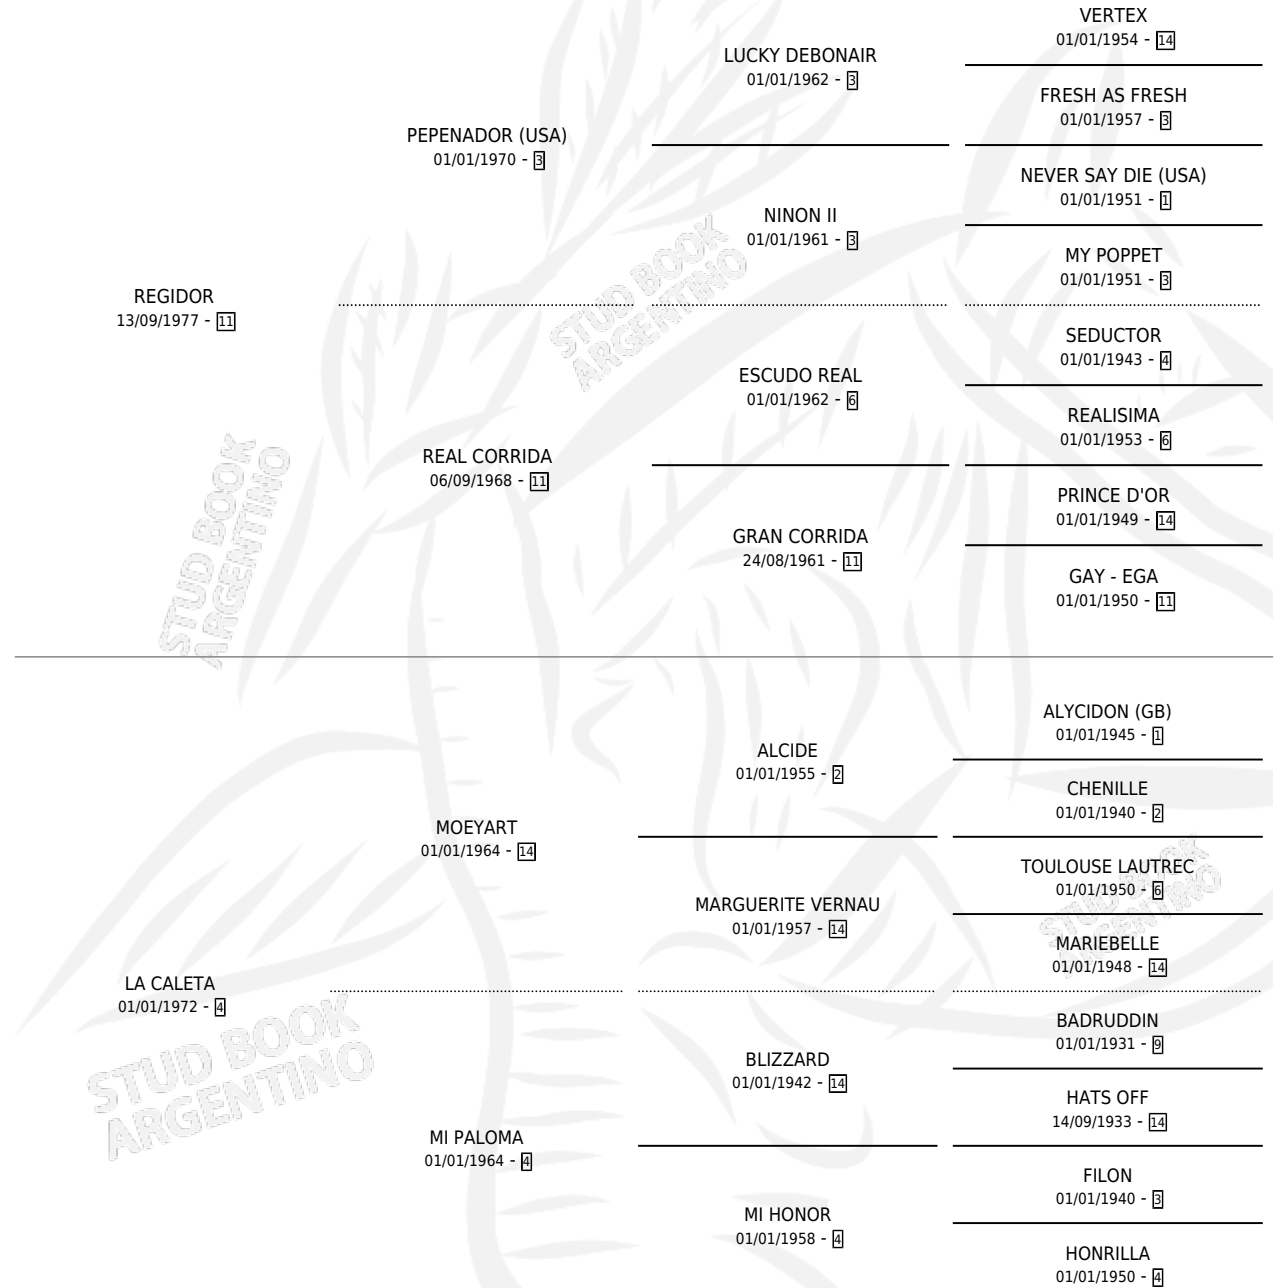 VERTEX
01/01/1954 - 14
LUCKY DEBONAIR
01/01/1962 - 3
FRESH AS FRESH
01/01/1957 - 3
PEPENADOR (USA)
01/01/1970 - 3
NEVER SAY DIE (USA)
01/01/1951 - 1
NINON II
01/01/1961 - 3
MY POPPET
01/01/1951 - 3
REGIDOR
13/09/1977 - 11
SEDUCTOR
01/01/1943 - 4
ESCUDO REAL
01/01/1962 - 6
REALISIMA
01/01/1953 - 6
REAL CORRIDA
06/09/1968 - 11
PRINCE D'OR
01/01/1949 - 14
GRAN CORRIDA
24/08/1961 - 11
GAY - EGA
01/01/1950 - 11
ALYCIDON (GB)
01/01/1945 - 1
ALCIDE
01/01/1955 - 2
CHENILLE
01/01/1940 - 2
MOEYART
01/01/1964 - 14
TOULOUSE LAUTREC
01/01/1950 - 6
MARGUERITE VERNAU
01/01/1957 - 14
MARIEBELLE
01/01/1948 - 14
LA CALETA
01/01/1972 - 4
BADRUDDIN
01/01/1931 - 9
BLIZZARD
01/01/1942 - 14
HATS OFF
14/09/1933 - 14
MI PALOMA
01/01/1964 - 4
FILON
01/01/1940 - 3
MI HONOR
01/01/1958 - 4
HONRILLA
01/01/1950 - 4
STUD BOOK
ARGENTINO
STUD BOOK
ARGENTINO
STUD BOOK
ARGENTINO
STUD BOOK
ARGENTINO